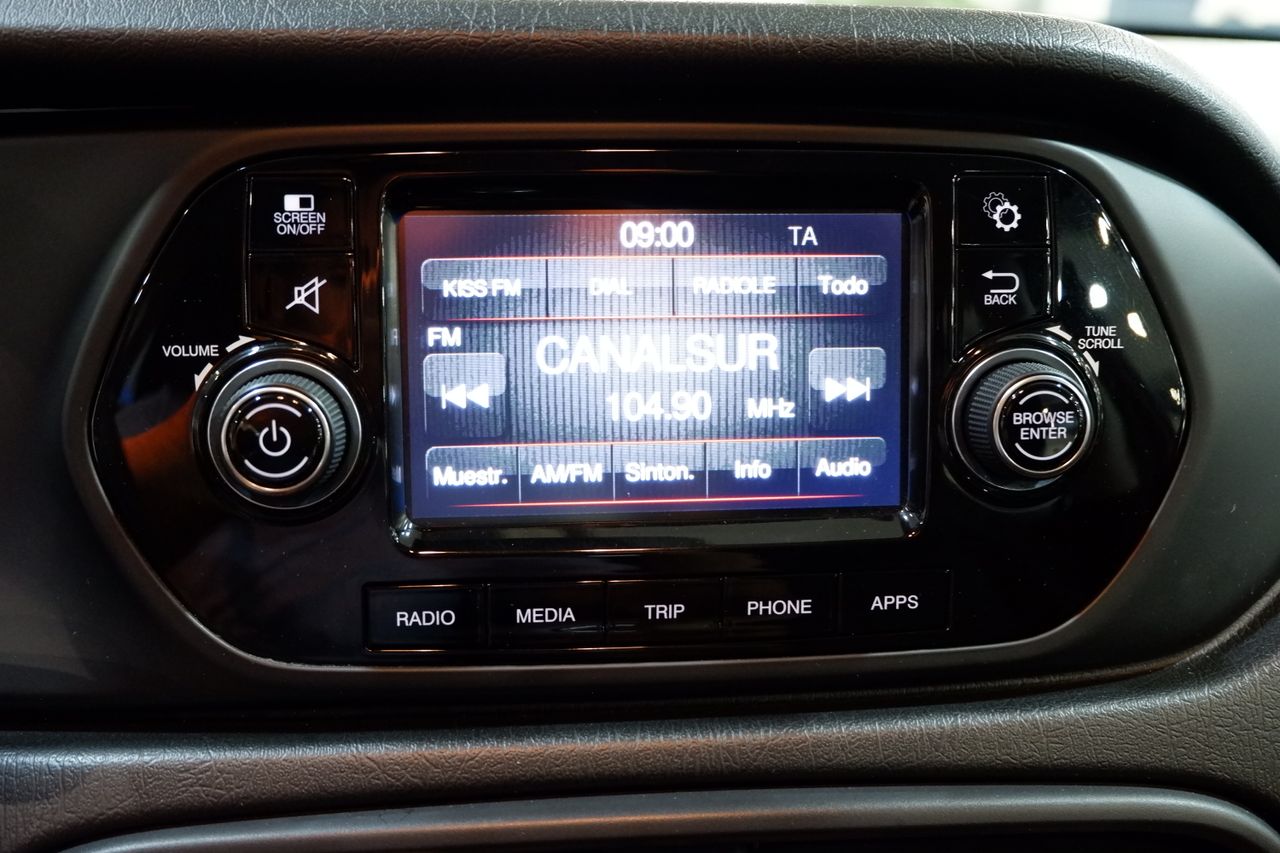 SCREEN
ON/OFF
VOLUME
09:00 TA
KISS FM DIAL RADIOLE Todo
FM
CANALSUR
104.90 MHz
Muestr. AM/FM Sinton. Info Audio
BACK
TUNE
SCROLL
BROWSE
ENTER
RADIO MEDIA TRIP PHONE APPS